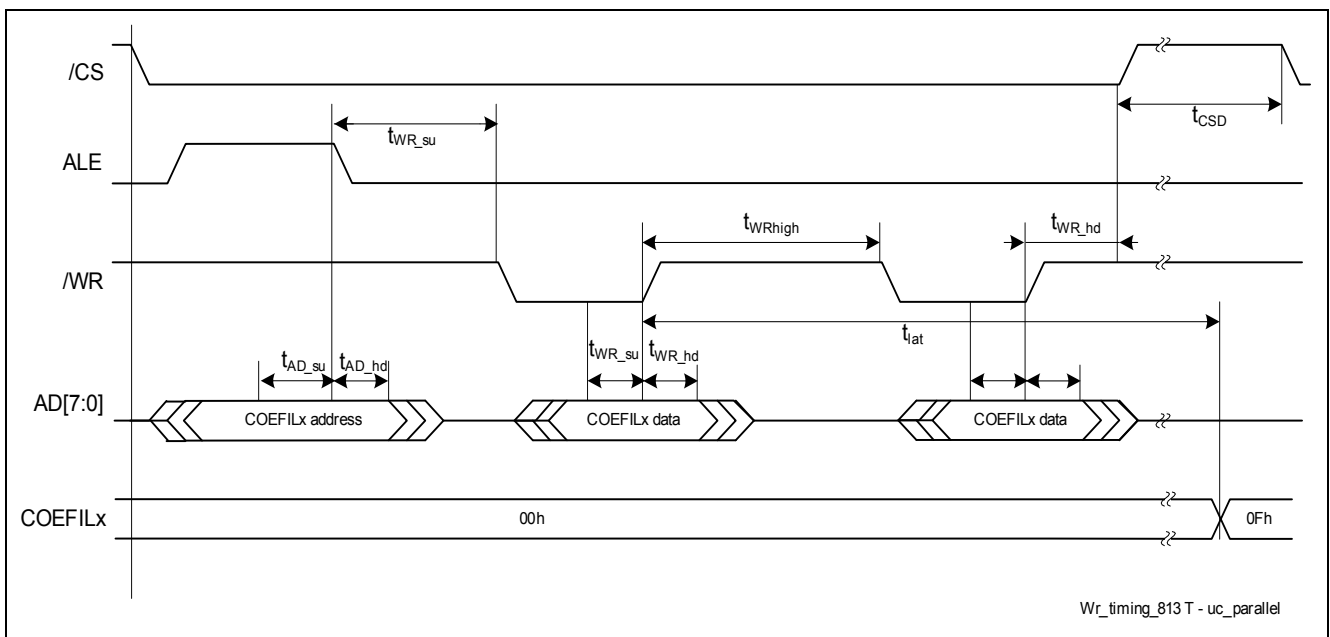 /CS
tCSD
tWR_su
ALE
tWRhigh
tWR_hd
/WR
tlat
tAD_su tAD_hd
tWR_su tWR_hd
AD[7:0]
COEFILx address
COEFILx data
COEFILx data
COEFILx
00h
0Fh
Wr_timing_813 T - uc_parallel